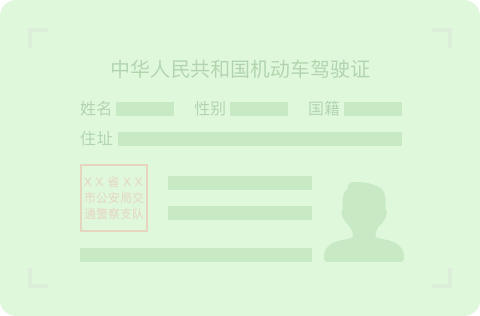 中华人民共和国机动车驾驶证
姓名 性别 国籍
住址
XX省XX
市公安局交
通警察支队